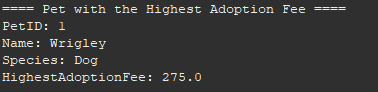 ==== Pet with the Highest Adoption Fee ====
PetID: 1
Name: Wrigley
Species: Dog
HighestAdoptionFee: 275.0